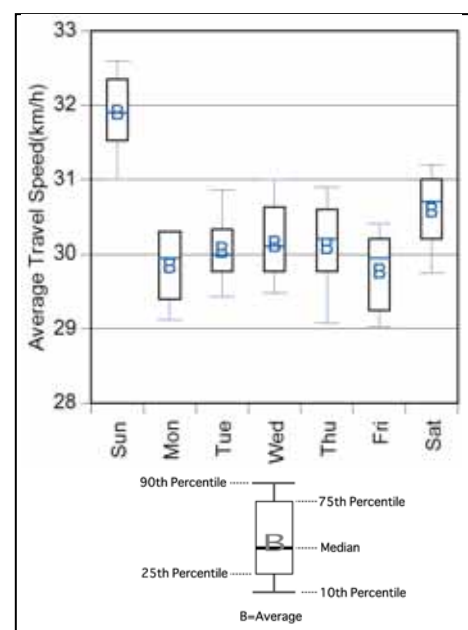 33
32
31
30
29
28
Average Travel Speed(km/h)
B
B
B
B
B
B
B
Sun
Mon
Tue
Wed
Thu
Fri
Sat
90th Percentile
75th Percentile
B
Median
25th Percentile
10th Percentile
B=Average